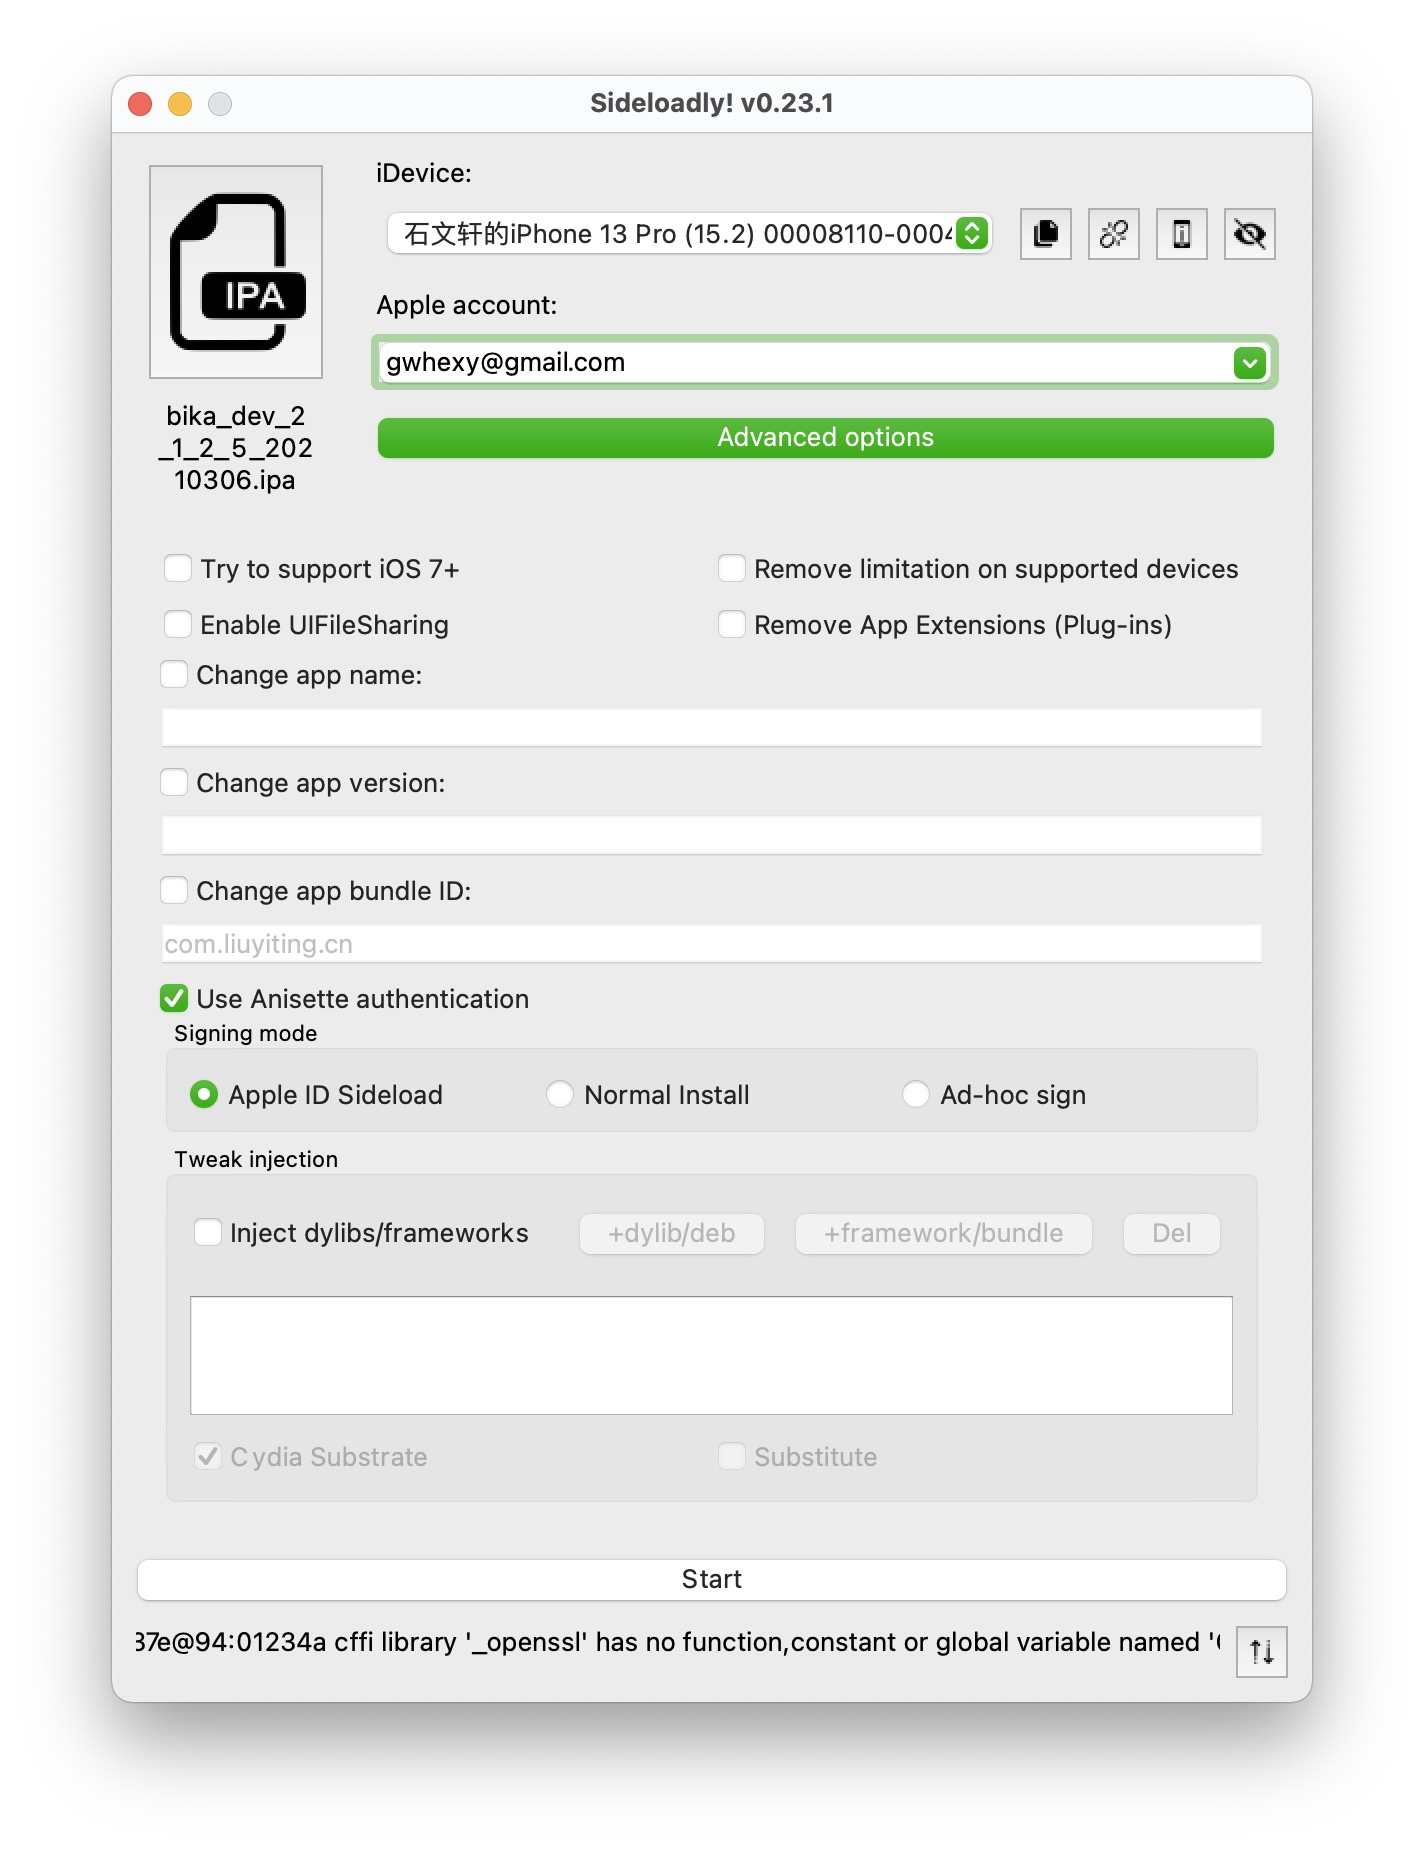 Sideloadly! v0.23.1
iDevice:
石文轩的iPhone 13 Pro (15.2) 00008110-0004
IPA
Apple account:
gwhexy@gmail.com
Advanced options
bika_dev_2
_1_2_5_202
10306.ipa
Try to support iOS 7+
Remove limitation on supported devices
Enable UIFileSharing
Remove App Extensions (Plug-ins)
Change app name:
Change app version:
Change app bundle ID:
com.liuyiting.cn
Use Anisette authentication
Signing mode
Apple ID Sideload
Normal Install
Ad-hoc sign
Tweak injection
Inject dylibs/frameworks
+dylib/deb
+framework/bundle
Del
Cydia Substrate
Substitute
Start
37e@94:01234a cffi library '_openssl' has no function,constant or global variable named '